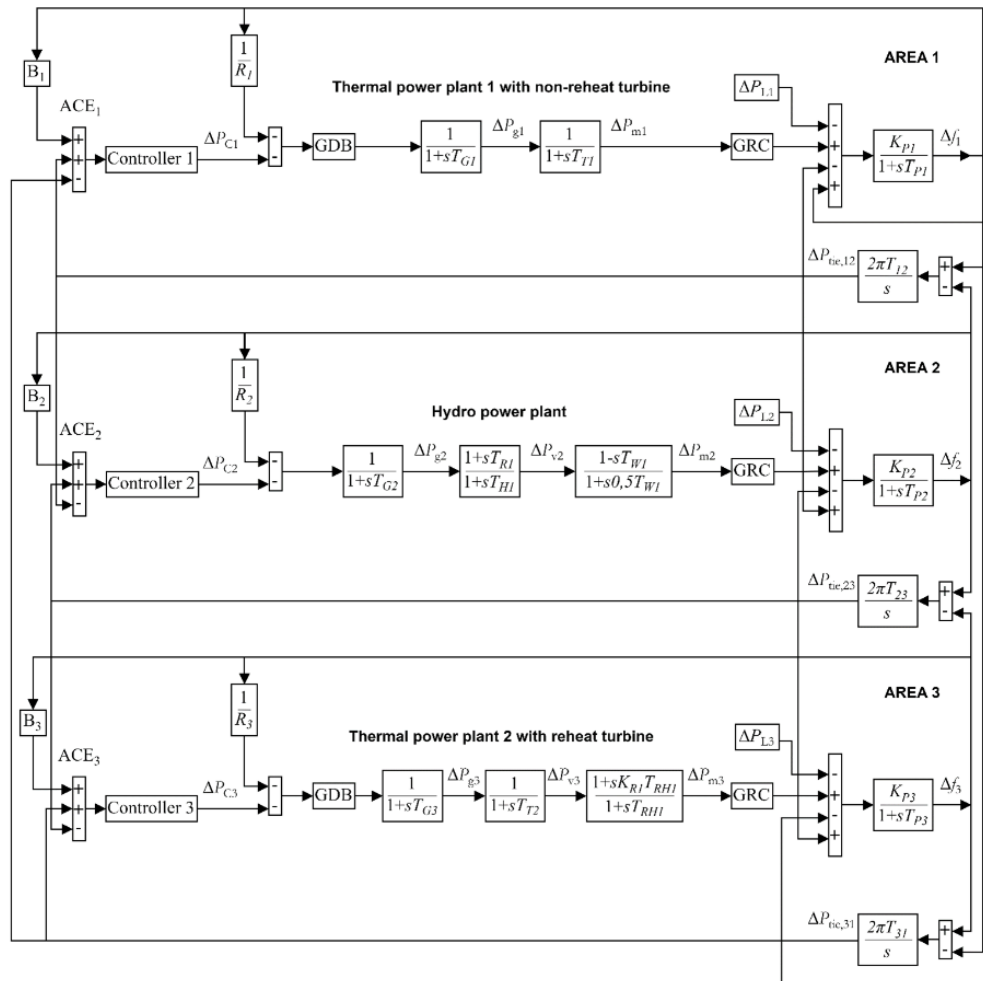 AREA 1
1
R1
B1
Thermal power plant 1 with non-reheat turbine
ΔPL1
ACE1
ΔPC1
ΔPg1
ΔPm1
-
+
-
+
+
+
-
Controller 1
-
-
GDB
1
1+sTG1
1
1+sTT1
GRC
KP1
1+sTP1
Δf1
ΔPtie,12
2πT12
s
+
-
AREA 2
1
R2
B2
Hydro power plant
ΔPL2
ACE2
ΔPC2
ΔPg2
ΔPv2
ΔPm2
-
+
-
+
+
+
-
Controller 2
-
-
1
1+sTG2
1+sTR1
1+sTH1
1-sTW1
1+s0,5TW1
GRC
KP2
1+sTP2
Δf2
ΔPtie,23
2πT23
s
+
-
AREA 3
1
R3
B3
Thermal power plant 2 with reheat turbine
ΔPL3
ACE3
ΔPC3
ΔPg3
ΔPv3
ΔPm3
-
+
-
+
+
+
-
Controller 3
-
-
GDB
1
1+sTG3
1
1+sTT2
1+sKR1TRH1
1+sTRH1
GRC
KP3
1+sTP3
Δf3
ΔPtie,31
2πT31
s
+
-